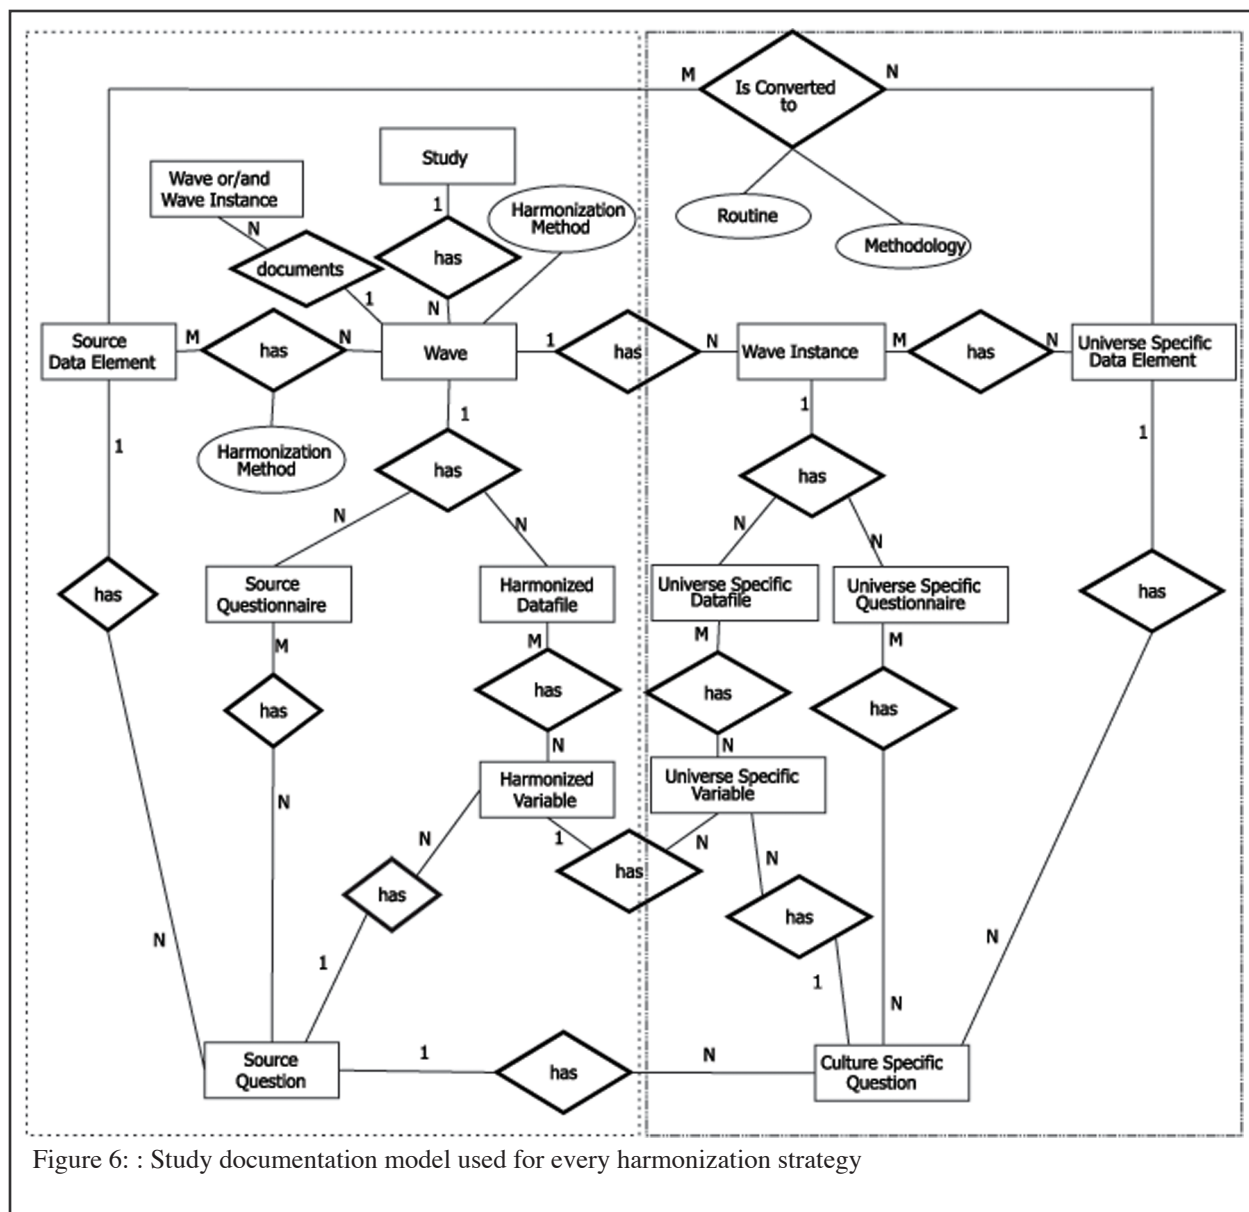 M
Is Converted
to
N
Study
Wave or/and
Wave Instance
1
Harmonization
Method
Routine
Methodology
N
documents
has
1
N
Source
Data Element
M
has
N
Wave
1
has
N
Wave Instance
M
has
N
Universe Specific
Data Element
1
Harmonization
Method
1
has
1
has
1
N
N
N
N
has
Source
Questionnaire
Harmonized
Datafile
Universe Specific
Datafile
Universe Specific
Questionnaire
has
M
M
M
M
has
has
has
has
N
N
N
Harmonized
Variable
Universe Specific
Variable
N
1
N
N
has
has
has
N
1
1
N
N
Source
Question
1
has
N
Culture Specific
Question
N
Figure 6: : Study documentation model used for every harmonization strategy